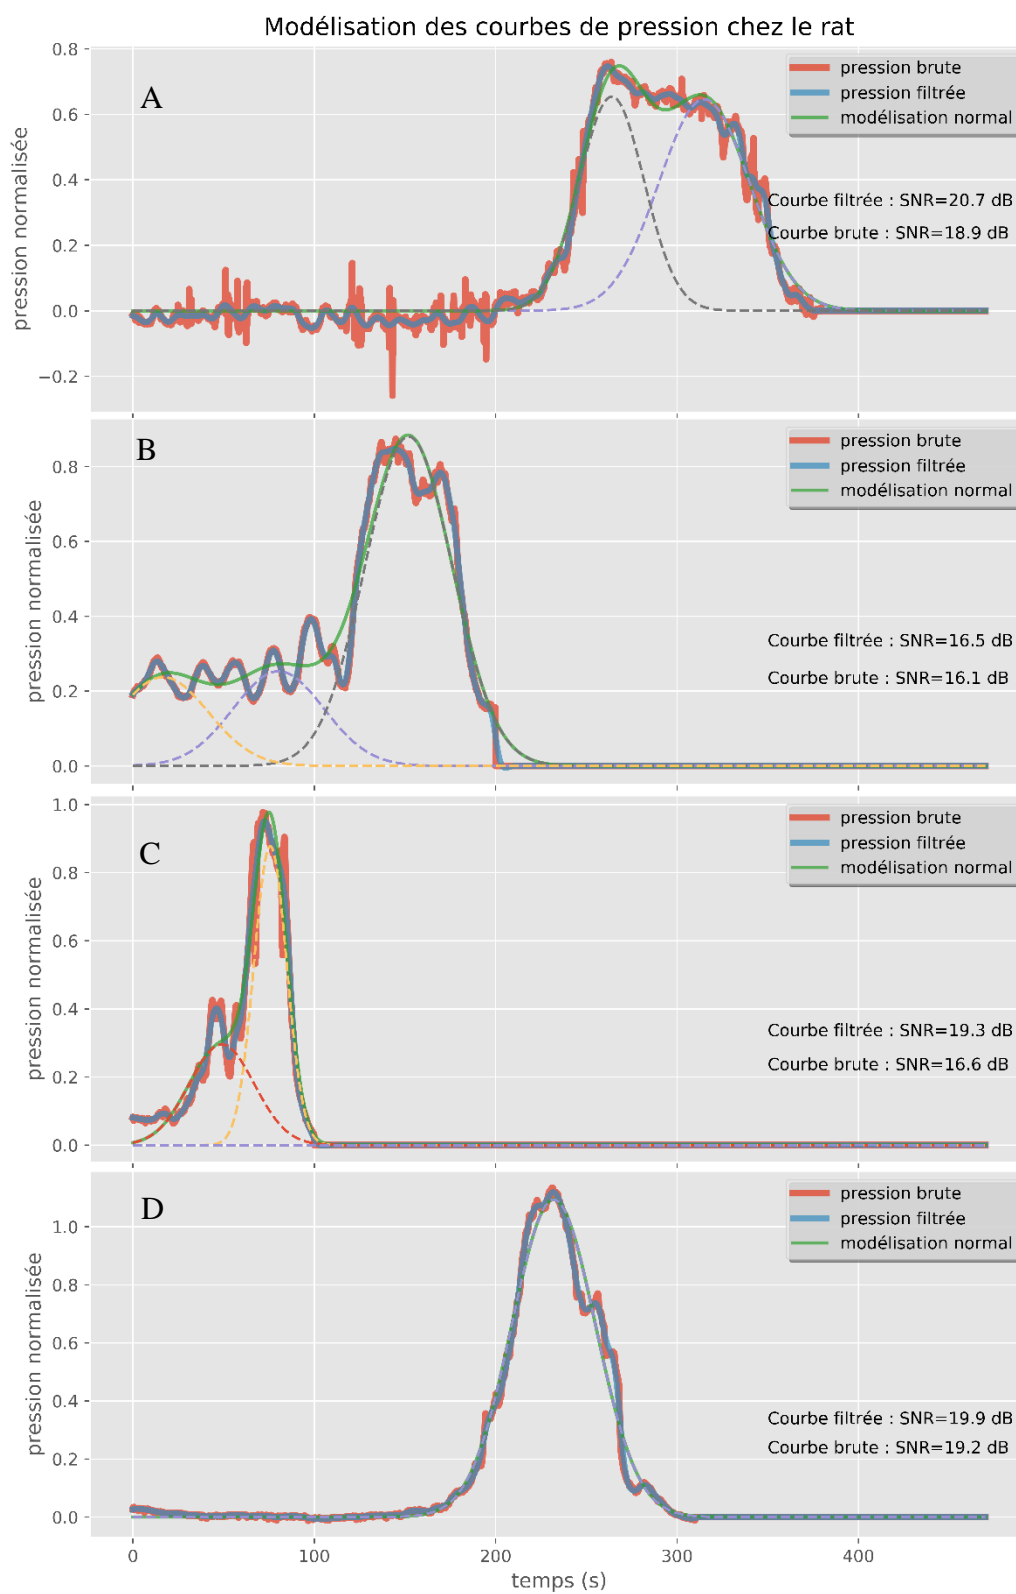 Modélisation des courbes de pression chez le rat
A
pression normalisée
0.8
0.6
0.4
0.2
0.0
−0.2
pression brute
pression filtrée
modélisation normal
Courbe filtrée : SNR=20.7 dB
Courbe brute : SNR=18.9 dB
B
pression normalisée
0.8
0.6
0.4
0.2
0.0
pression brute
pression filtrée
modélisation normal
Courbe filtrée : SNR=16.5 dB
Courbe brute : SNR=16.1 dB
C
pression normalisée
1.0
0.8
0.6
0.4
0.2
0.0
pression brute
pression filtrée
modélisation normal
Courbe filtrée : SNR=19.3 dB
Courbe brute : SNR=16.6 dB
D
pression normalisée
1.0
0.8
0.6
0.4
0.2
0.0
pression brute
pression filtrée
modélisation normal
Courbe filtrée : SNR=19.9 dB
Courbe brute : SNR=19.2 dB
0 100 200 300 400
temps (s)